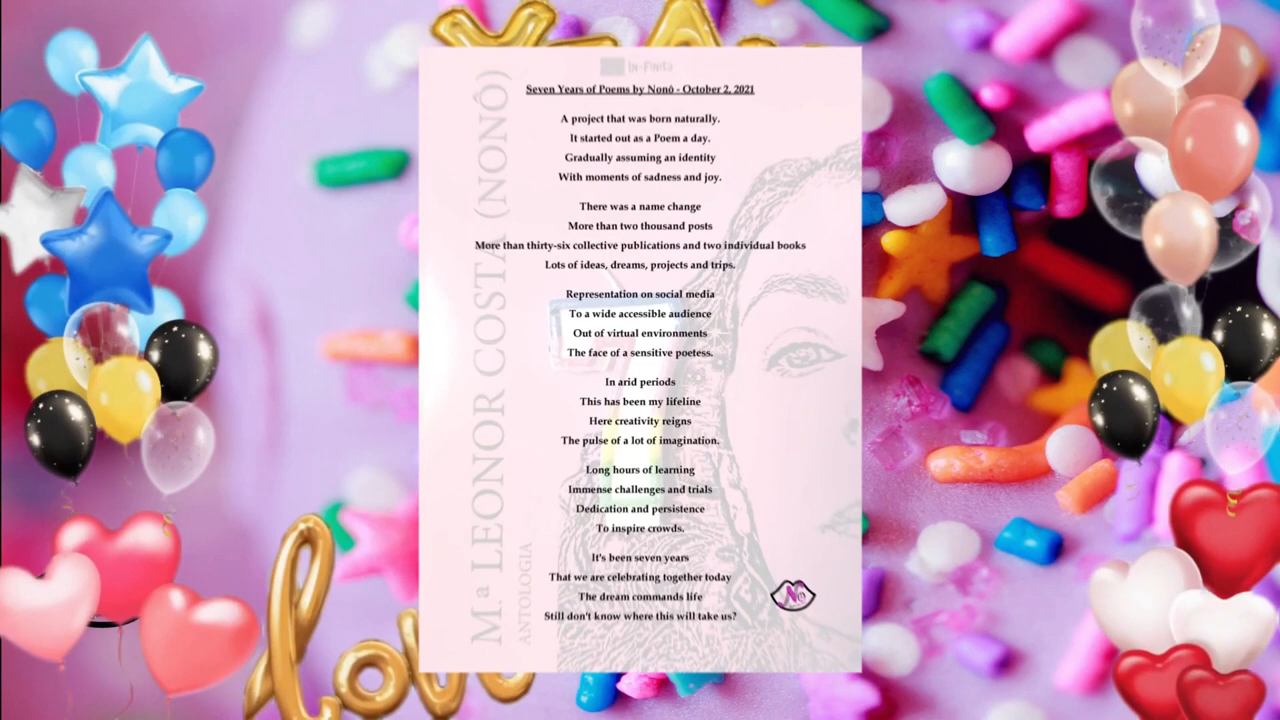 In-Finita
Seven Years of Poems by Nonô - October 2, 2021
A project that was born naturally.
It started out as a Poem a day.
Gradually assuming an identity
With moments of sadness and joy.
There was a name change
More than two thousand posts
More than thirty-six collective publications and two individual books
Lots of ideas, dreams, projects and trips.
Representation on social media
To a wide accessible audience
Out of virtual environments
The face of a sensitive poetess.
In arid periods
This has been my lifeline
Here creativity reigns
The pulse of a lot of imagination.
Long hours of learning
Immense challenges and trials
Dedication and persistence
To inspire crowds.
It's been seven years
That we are celebrating together today
The dream commands life
Still don't know where this will take us?
Mª LEONOR COSTA (NONÔ)
ANTOLOGIA
No
love